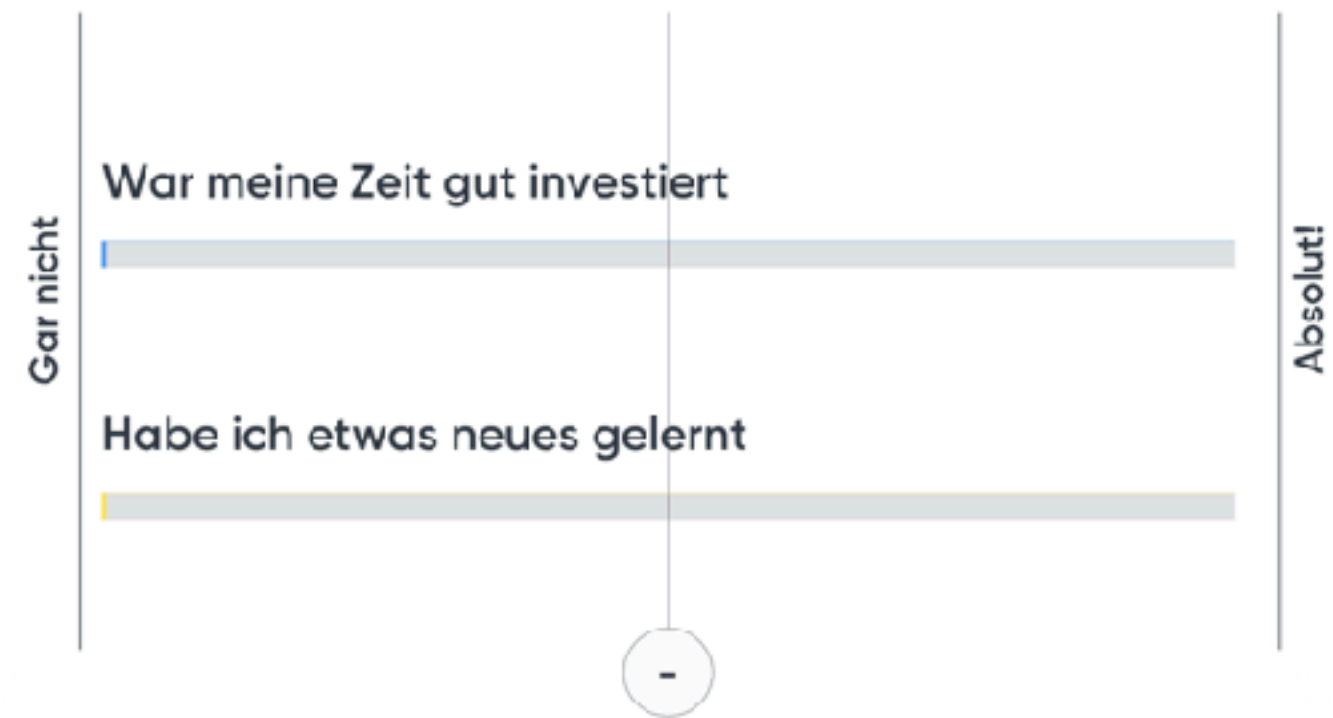 War meine Zeit gut investiert
Gar nicht
Absolut!
Habe ich etwas neues gelernt
-